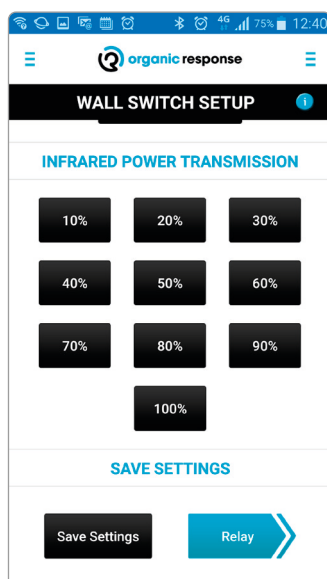 4G 75% 12:40
organic response
WALL SWITCH SETUP i
INFRARED POWER TRANSMISSION
10% 20% 30%
40% 50% 60%
70% 80% 90%
100%
SAVE SETTINGS
Save Settings Relay